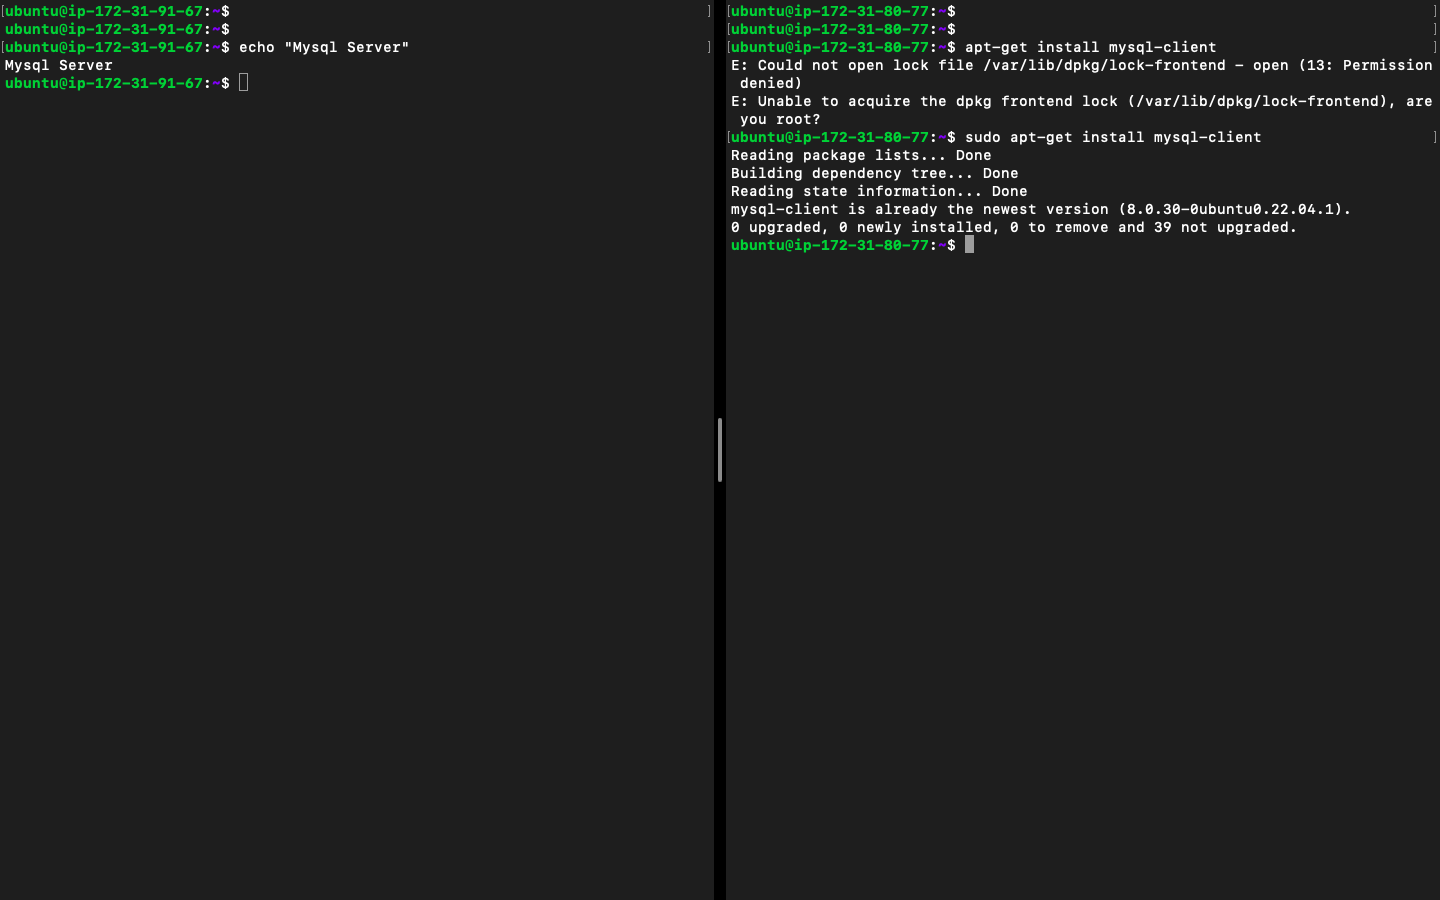 [ubuntu@ip-172-31-91-67:~$ ]
ubuntu@ip-172-31-91-67:~$
[ubuntu@ip-172-31-91-67:~$ echo "Mysql Server" ]
Mysql Server
ubuntu@ip-172-31-91-67:~$
[ubuntu@ip-172-31-80-77:~$ ]
[ubuntu@ip-172-31-80-77:~$ ]
[ubuntu@ip-172-31-80-77:~$ apt-get install mysql-client ]
E: Could not open lock file /var/lib/dpkg/lock-frontend - open (13: Permission
denied)
E: Unable to acquire the dpkg frontend lock (/var/lib/dpkg/lock-frontend), are
you root?
[ubuntu@ip-172-31-80-77:~$ sudo apt-get install mysql-client ]
Reading package lists... Done
Building dependency tree... Done
Reading state information... Done
mysql-client is already the newest version (8.0.30-0ubuntu0.22.04.1).
0 upgraded, 0 newly installed, 0 to remove and 39 not upgraded.
ubuntu@ip-172-31-80-77:~$